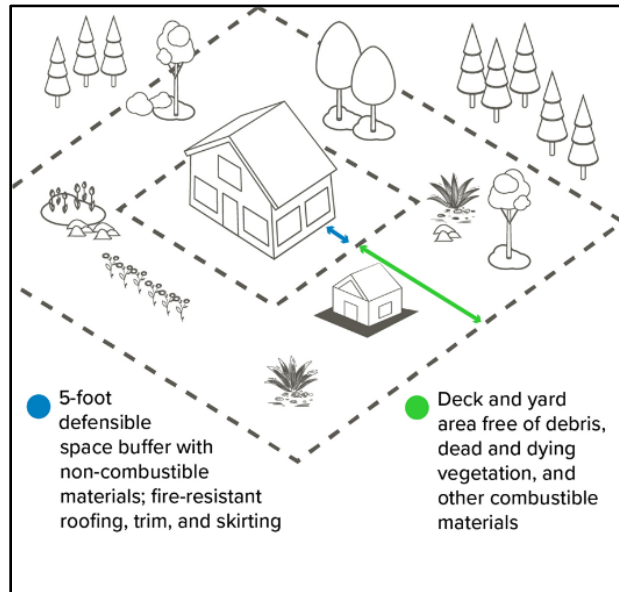 5-foot
defensible
space buffer with
non-combustible
materials; fire-resistant
roofing, trim, and skirting
Deck and yard
area free of debris,
dead and dying
vegetation, and
other combustible
materials